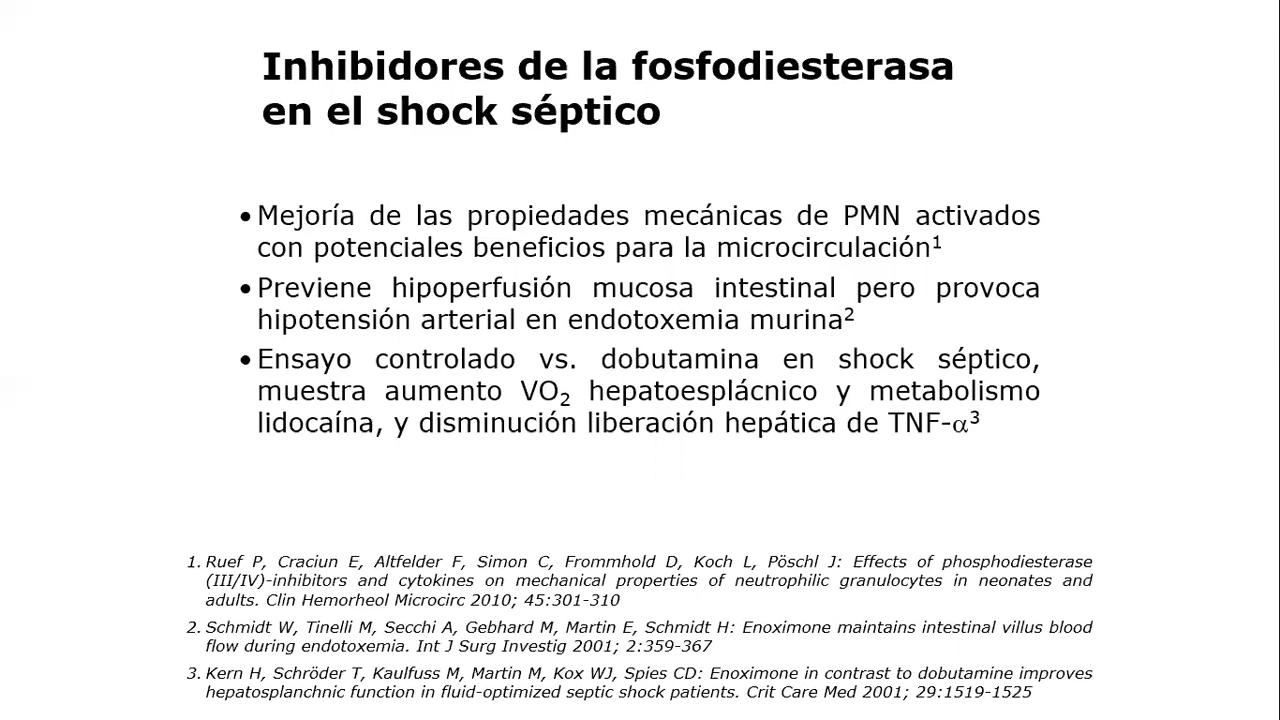 Inhibidores de la fosfodiesterasa
en el shock séptico
• Mejoría de las propiedades mecánicas de PMN activados
con potenciales beneficios para la microcirculación¹
• Previene hipoperfusión mucosa intestinal pero provoca
hipotensión arterial en endotoxemia murina²
• Ensayo controlado vs. dobutamina en shock séptico,
muestra aumento VO₂ hepatoesplácnico y metabolismo
lidocaína, y disminución liberación hepática de TNF-α³
1. Ruef P, Craciun E, Altfelder F, Simon C, Frommhold D, Koch L, Pöschl J: Effects of phosphodiesterase
(III/IV)-inhibitors and cytokines on mechanical properties of neutrophilic granulocytes in neonates and
adults. Clin Hemorheol Microcirc 2010; 45:301-310
2. Schmidt W, Tinelli M, Secchi A, Gebhard M, Martin E, Schmidt H: Enoximone maintains intestinal villus blood
flow during endotoxemia. Int J Surg Investig 2001; 2:359-367
3. Kern H, Schröder T, Kaulfuss M, Martin M, Kox WJ, Spies CD: Enoximone in contrast to dobutamine improves
hepatosplanchnic function in fluid-optimized septic shock patients. Crit Care Med 2001; 29:1519-1525